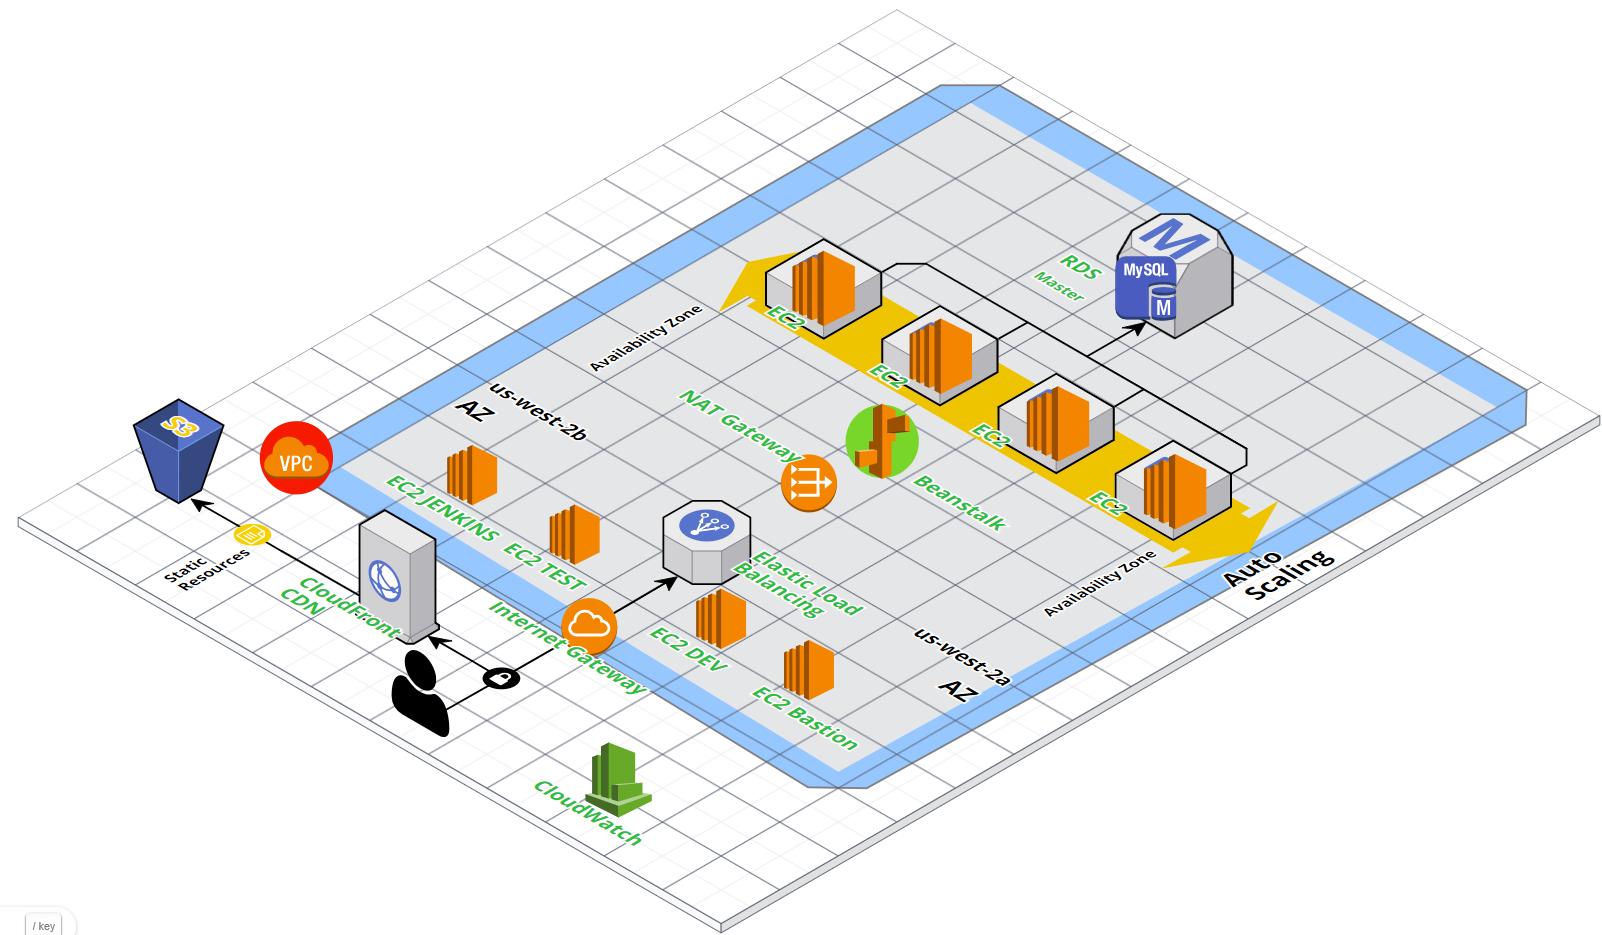 RDS
Master
MySQL
M
M
EC2
EC2
EC2
EC2
Availability Zone
us-west-2b
AZ
NAT Gateway
Beanstalk
S3
VPC
EC2 JENKINS
EC2 TEST
Elastic Load
Balancing
Static
Resources
CloudFront
CDN
Internet Gateway
EC2 DEV
EC2 Bastion
us-west-2a
AZ
Availability Zone
Auto
Scaling
CloudWatch
/ key